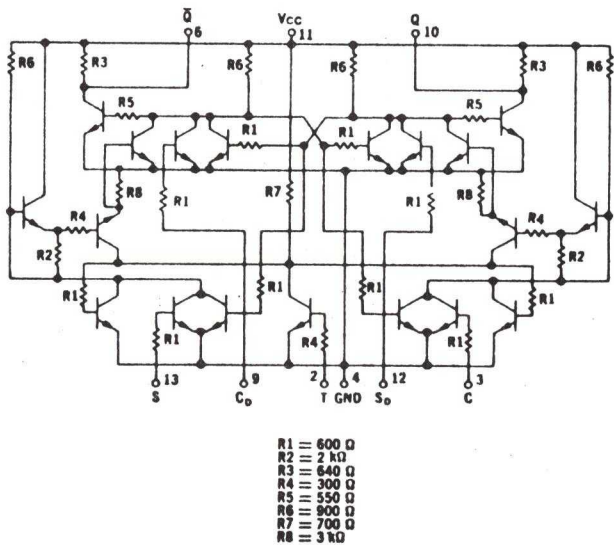 Q̅ VCC Q
6 11 10
R6 R3 R6 R6 R3 R6
R5 R5
R1 R1
R8 R1 R7 R1 R8
R4 R4
R2 R2
R1 R1 R1 R1
R1 R4 R1
13 9 2 4 12 3
S CD T GND SD C
R1 = 600 Ω
R2 = 2 kΩ
R3 = 640 Ω
R4 = 300 Ω
R5 = 550 Ω
R6 = 900 Ω
R7 = 700 Ω
R8 = 3 kΩ